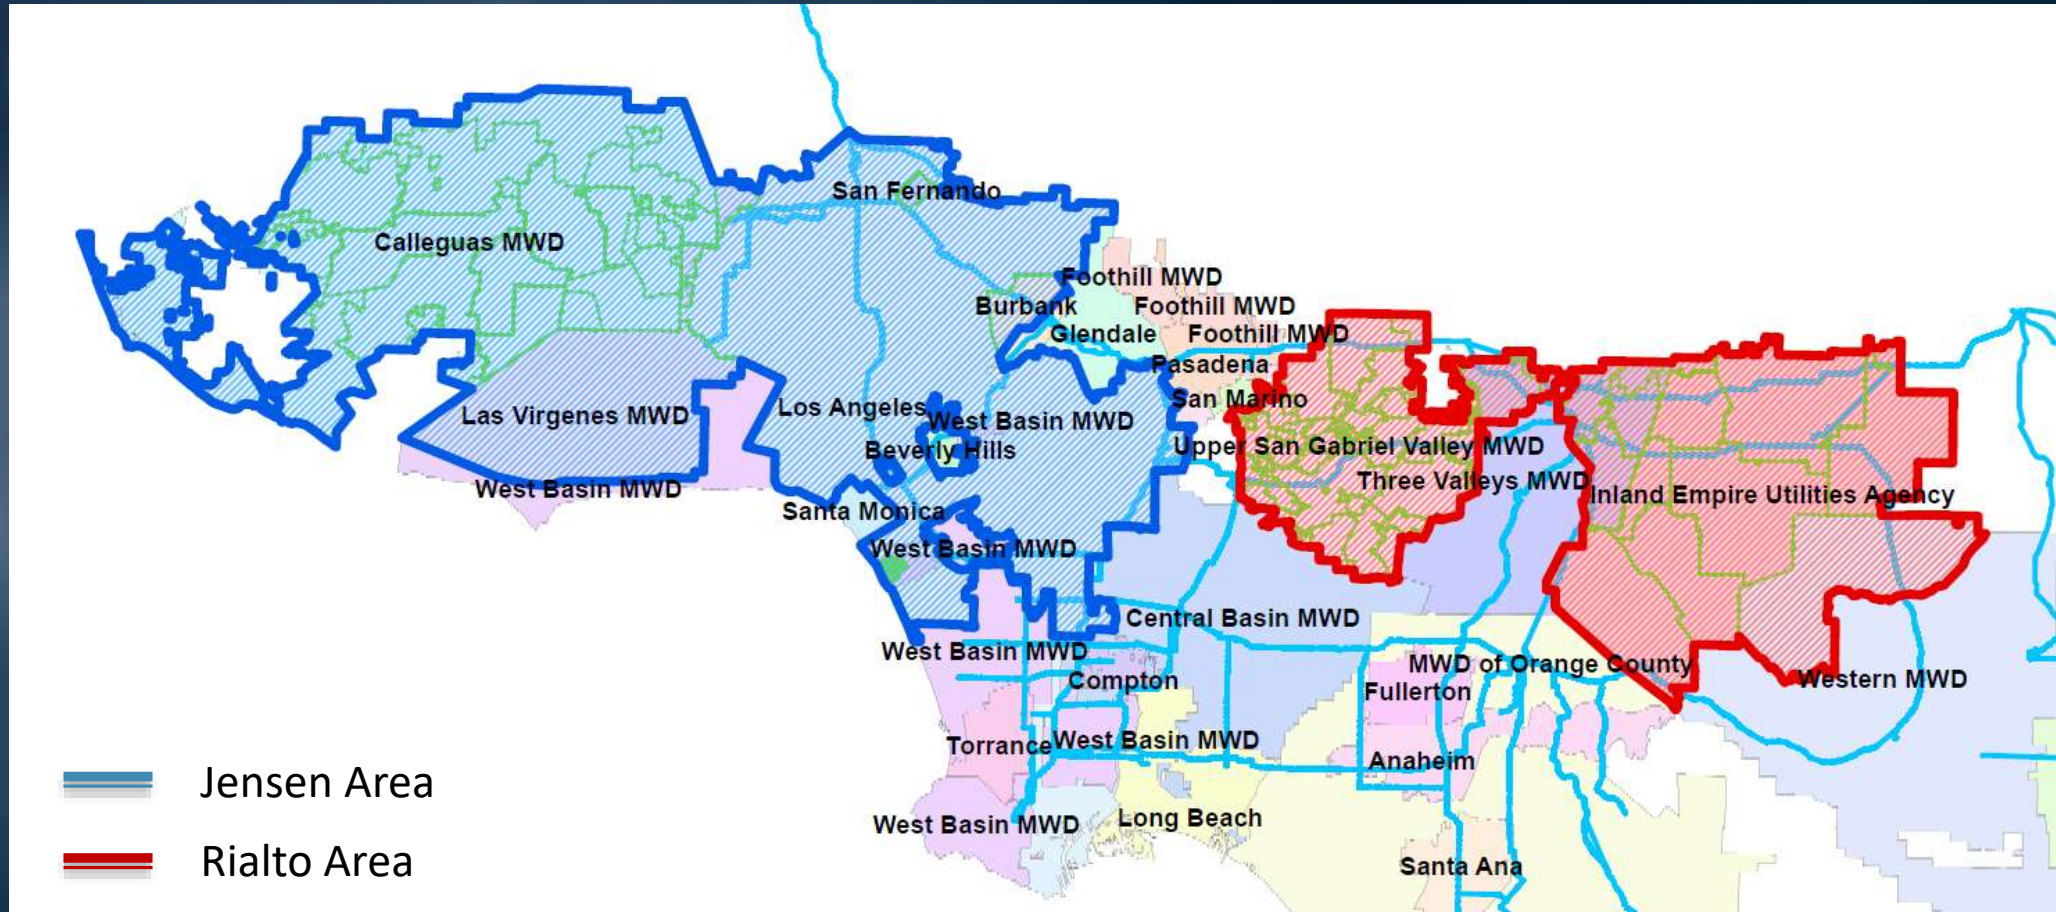 San Fernando
Calleguas MWD
Foothill MWD
Burbank
Foothill MWD
Glendale
Foothill MWD
Pasadena
San Marino
Los Angeles
Las Virgenes MWD
West Basin MWD
Beverly Hills
Upper San Gabriel Valley MWD
Three Valleys MWD
West Basin MWD
Inland Empire Utilities Agency
Santa Monica
West Basin MWD
Central Basin MWD
West Basin MWD
MWD of Orange County
Compton
Fullerton
Western MWD
Torrance
West Basin MWD
Anaheim
West Basin MWD
Long Beach
Santa Ana
Jensen Area
Rialto Area